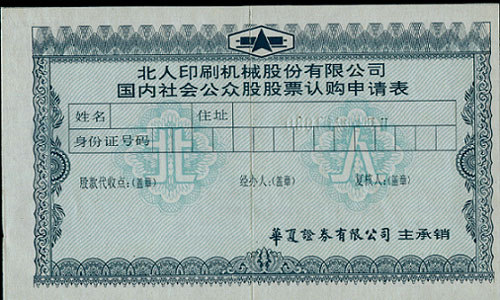 北人印刷机械股份有限公司
国内社会公众股股票认购申请表
姓名 住址
身份证号码
北 人
股款代收点:(盖章) 经办人:(盖章) 复核人:(盖章)
華夏證券有限公司 主承销